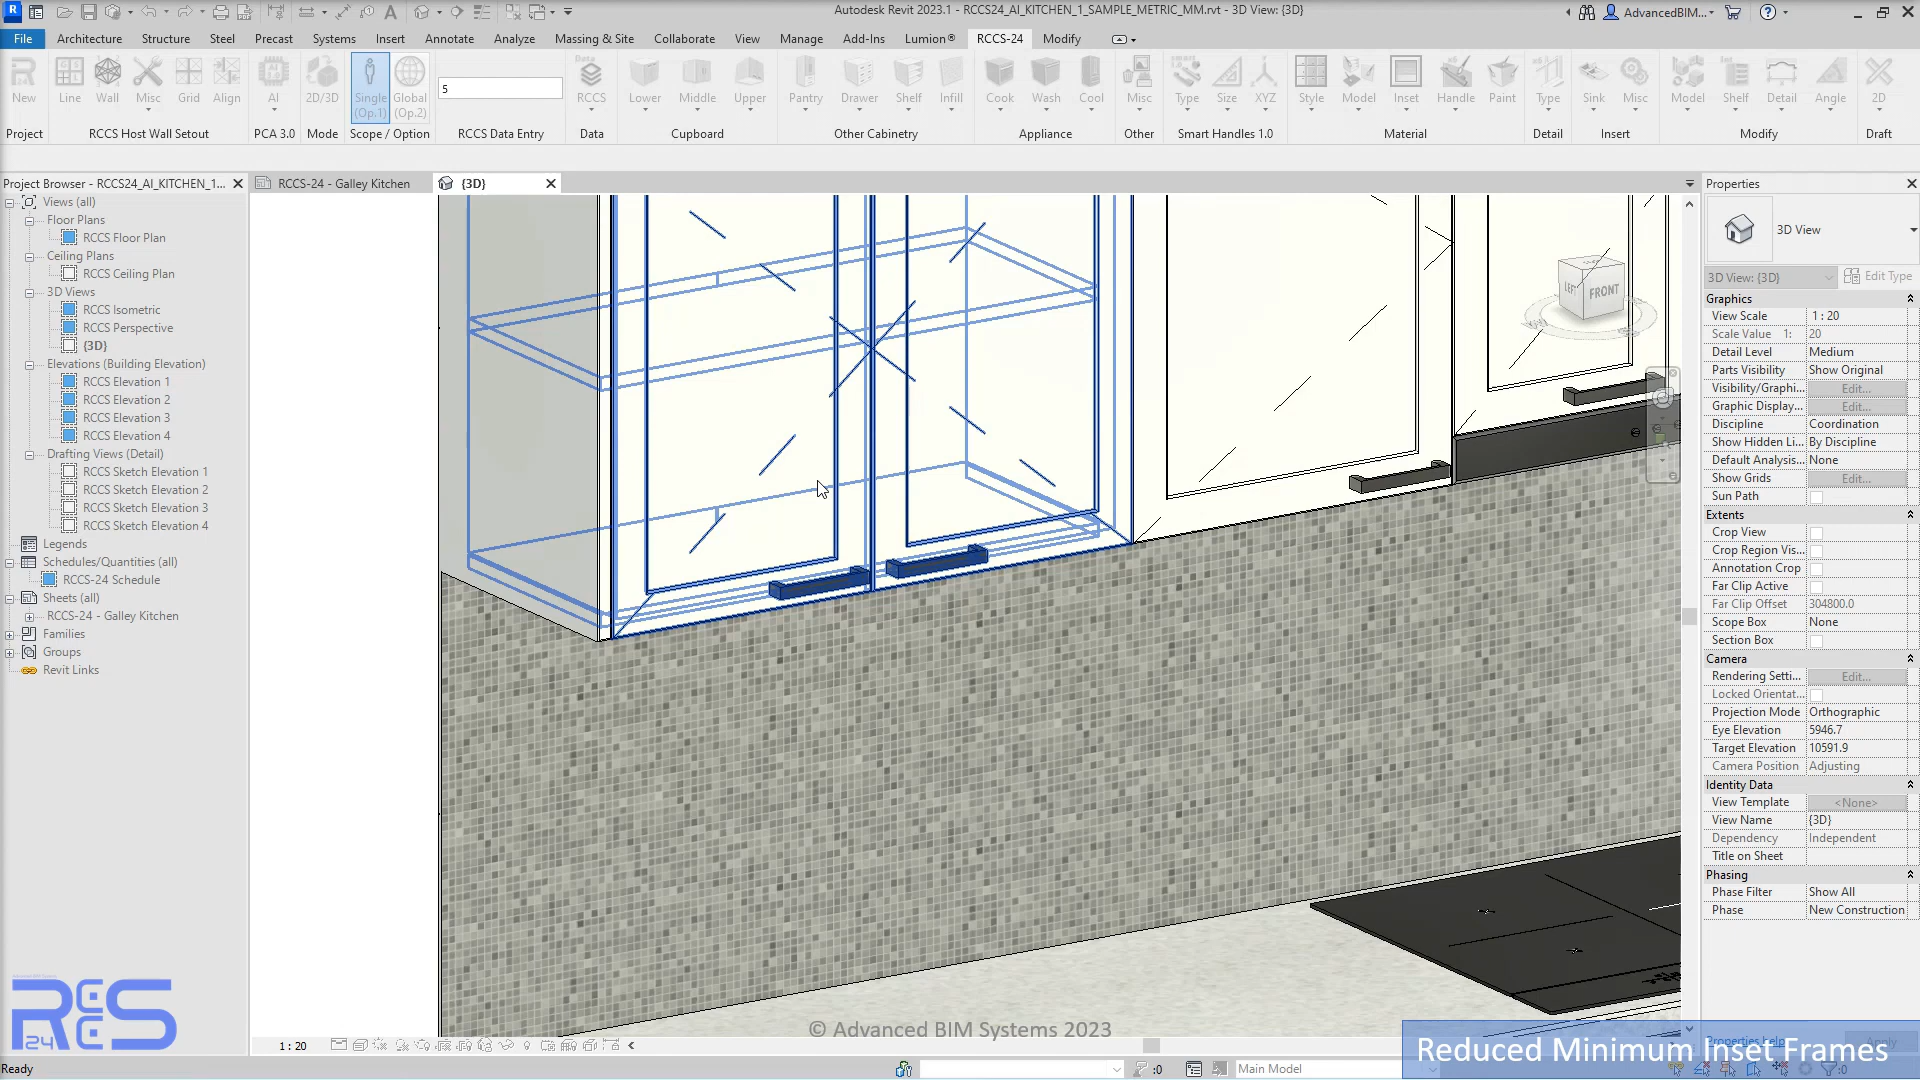 Autodesk Revit 2023.1 - RCCS24_AI_KITCHEN_1_SAMPLE_METRIC_MM.rvt - 3D View: {3D}
AdvancedBIM...
File Architecture Structure Steel Precast Systems Insert Annotate Analyze Massing & Site Collaborate View Manage Add-Ins Lumion® RCCS-24 Modify
5
New Line Wall Misc Grid Align AI 2D/3D Single Global RCCS Lower Middle Upper Pantry Drawer Shelf Infill Cook Wash Cool Misc Type Size XYZ Style Model Inset Handle Paint Type Sink Misc Model Shelf Detail Angle 2D
(Op.1) (Op.2)
Project RCCS Host Wall Setout PCA 3.0 Mode Scope / Option RCCS Data Entry Data Cupboard Other Cabinetry Appliance Other Smart Handles 1.0 Material Detail Insert Modify Draft
Project Browser - RCCS24_AI_KITCHEN_1...
RCCS-24 - Galley Kitchen
{3D}
Properties
Views (all)
Floor Plans
RCCS Floor Plan
Ceiling Plans
RCCS Ceiling Plan
3D Views
RCCS Isometric
RCCS Perspective
{3D}
Elevations (Building Elevation)
RCCS Elevation 1
RCCS Elevation 2
RCCS Elevation 3
RCCS Elevation 4
Drafting Views (Detail)
RCCS Sketch Elevation 1
RCCS Sketch Elevation 2
RCCS Sketch Elevation 3
RCCS Sketch Elevation 4
Legends
Schedules/Quantities (all)
RCCS-24 Schedule
Sheets (all)
RCCS-24 - Galley Kitchen
Families
Groups
Revit Links
LEFT FRONT
3D View
3D View: {3D} Edit Type
Graphics
View Scale 1 : 20
Scale Value 1: 20
Detail Level Medium
Parts Visibility Show Original
Visibility/Graphi... Edit...
Graphic Display... Edit...
Discipline Coordination
Show Hidden Li... By Discipline
Default Analysis... None
Show Grids Edit...
Sun Path
Extents
Crop View
Crop Region Vis...
Annotation Crop
Far Clip Active
Far Clip Offset 304800.0
Scope Box None
Section Box
Camera
Rendering Setti... Edit...
Locked Orientat...
Projection Mode Orthographic
Eye Elevation 5946.7
Target Elevation 10591.9
Camera Position Adjusting
Identity Data
View Template <None>
View Name {3D}
Dependency Independent
Title on Sheet
Phasing
Phase Filter Show All
Phase New Construction
24
© Advanced BIM Systems 2023
1 : 20
Properties help Apply
Reduced Minimum Inset Frames
Ready
:0
Main Model
:0